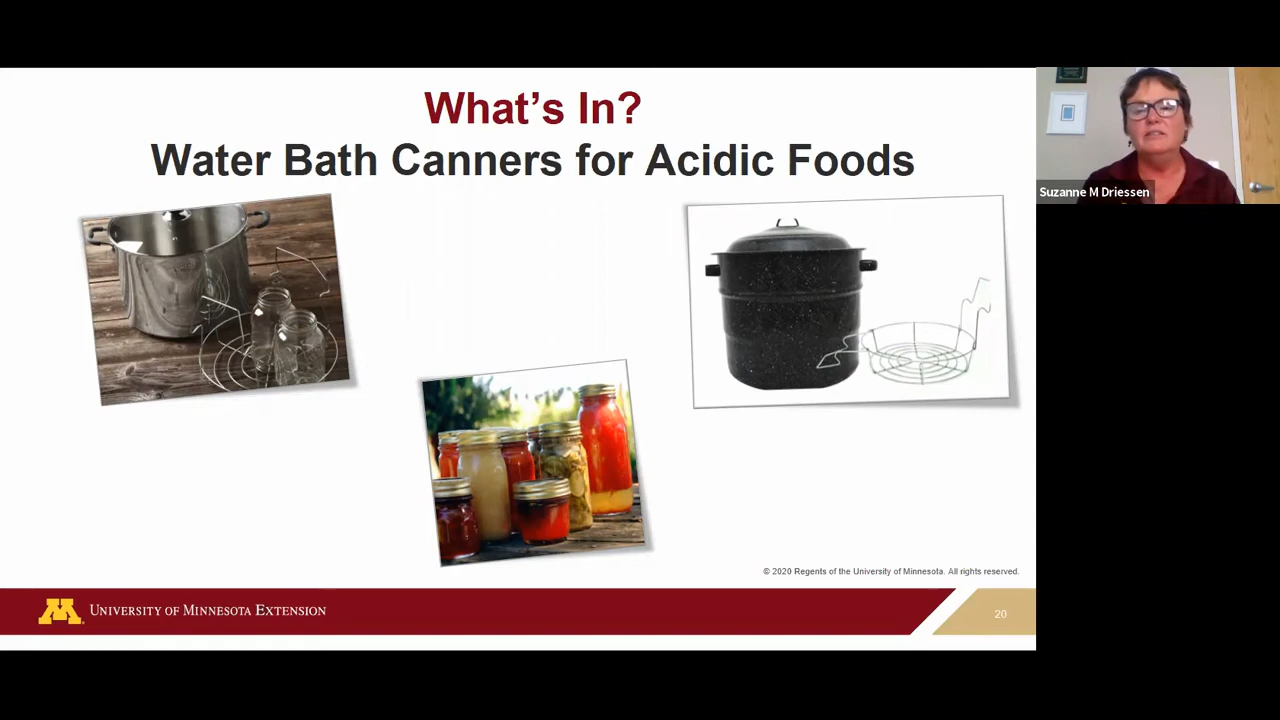 What's In?
Water Bath Canners for Acidic Foods
Suzanne M Driessen
© 2020 Regents of the University of Minnesota. All rights reserved.
M
UNIVERSITY OF MINNESOTA EXTENSION
20